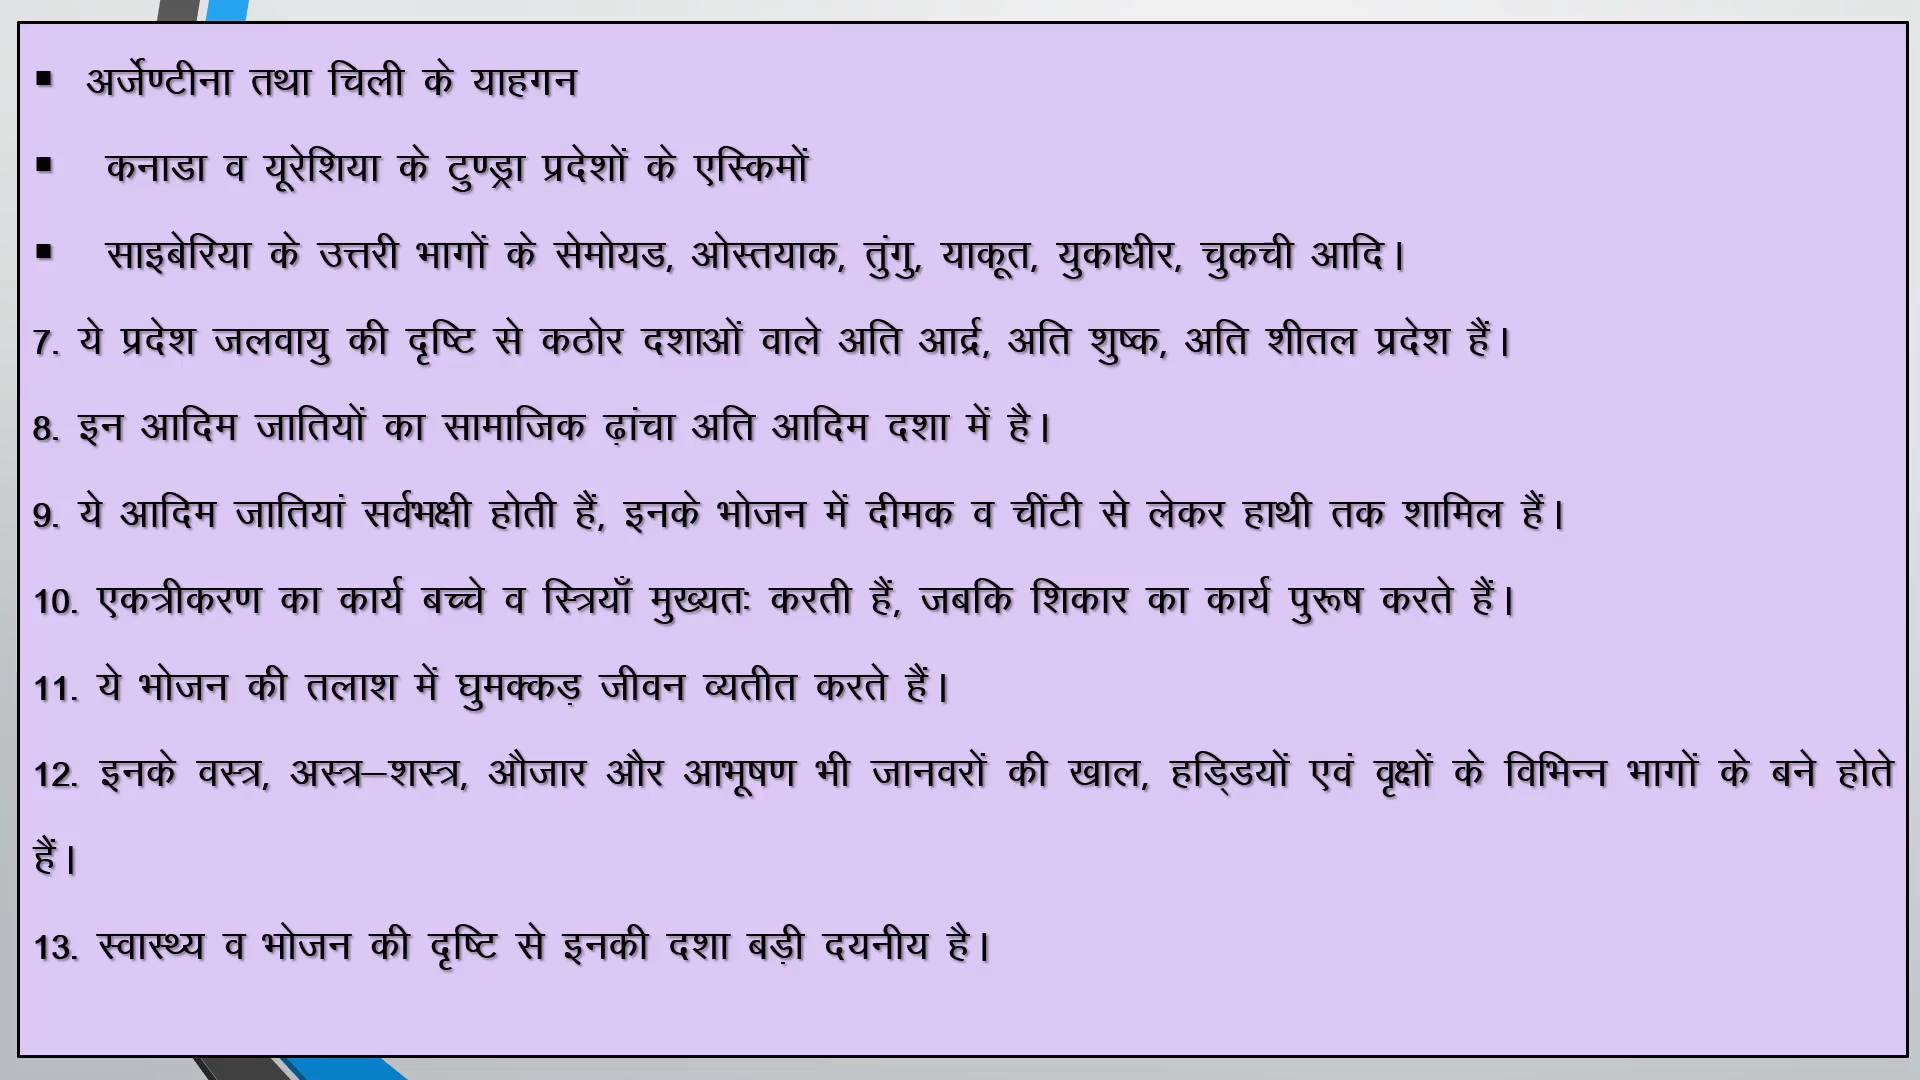 ▪ अर्जेण्टीना तथा चिली के याहगन
▪ कनाडा व यूरेशिया के टुण्ड्रा प्रदेशों के एस्किमों
▪ साइबेरिया के उत्तरी भागों के सेमोयड, ओस्तयाक, तुंगु, याकूत, युकाधीर, चुकची आदि।
7. ये प्रदेश जलवायु की दृष्टि से कठोर दशाओं वाले अति आर्द्र, अति शुष्क, अति शीतल प्रदेश हैं।
8. इन आदिम जातियों का सामाजिक ढ़ांचा अति आदिम दशा में है।
9. ये आदिम जातियां सर्वभक्षी होती हैं, इनके भोजन में दीमक व चींटी से लेकर हाथी तक शामिल हैं।
10. एकत्रीकरण का कार्य बच्चे व स्त्रियाँ मुख्यतः करती हैं, जबकि शिकार का कार्य पुरूष करते हैं।
11. ये भोजन की तलाश में घुमक्कड़ जीवन व्यतीत करते हैं।
12. इनके वस्त्र, अस्त्र–शस्त्र, औजार और आभूषण भी जानवरों की खाल, हड्डियों एवं वृक्षों के विभिन्न भागों के बने होते
हैं।
13. स्वास्थ्य व भोजन की दृष्टि से इनकी दशा बड़ी दयनीय है।